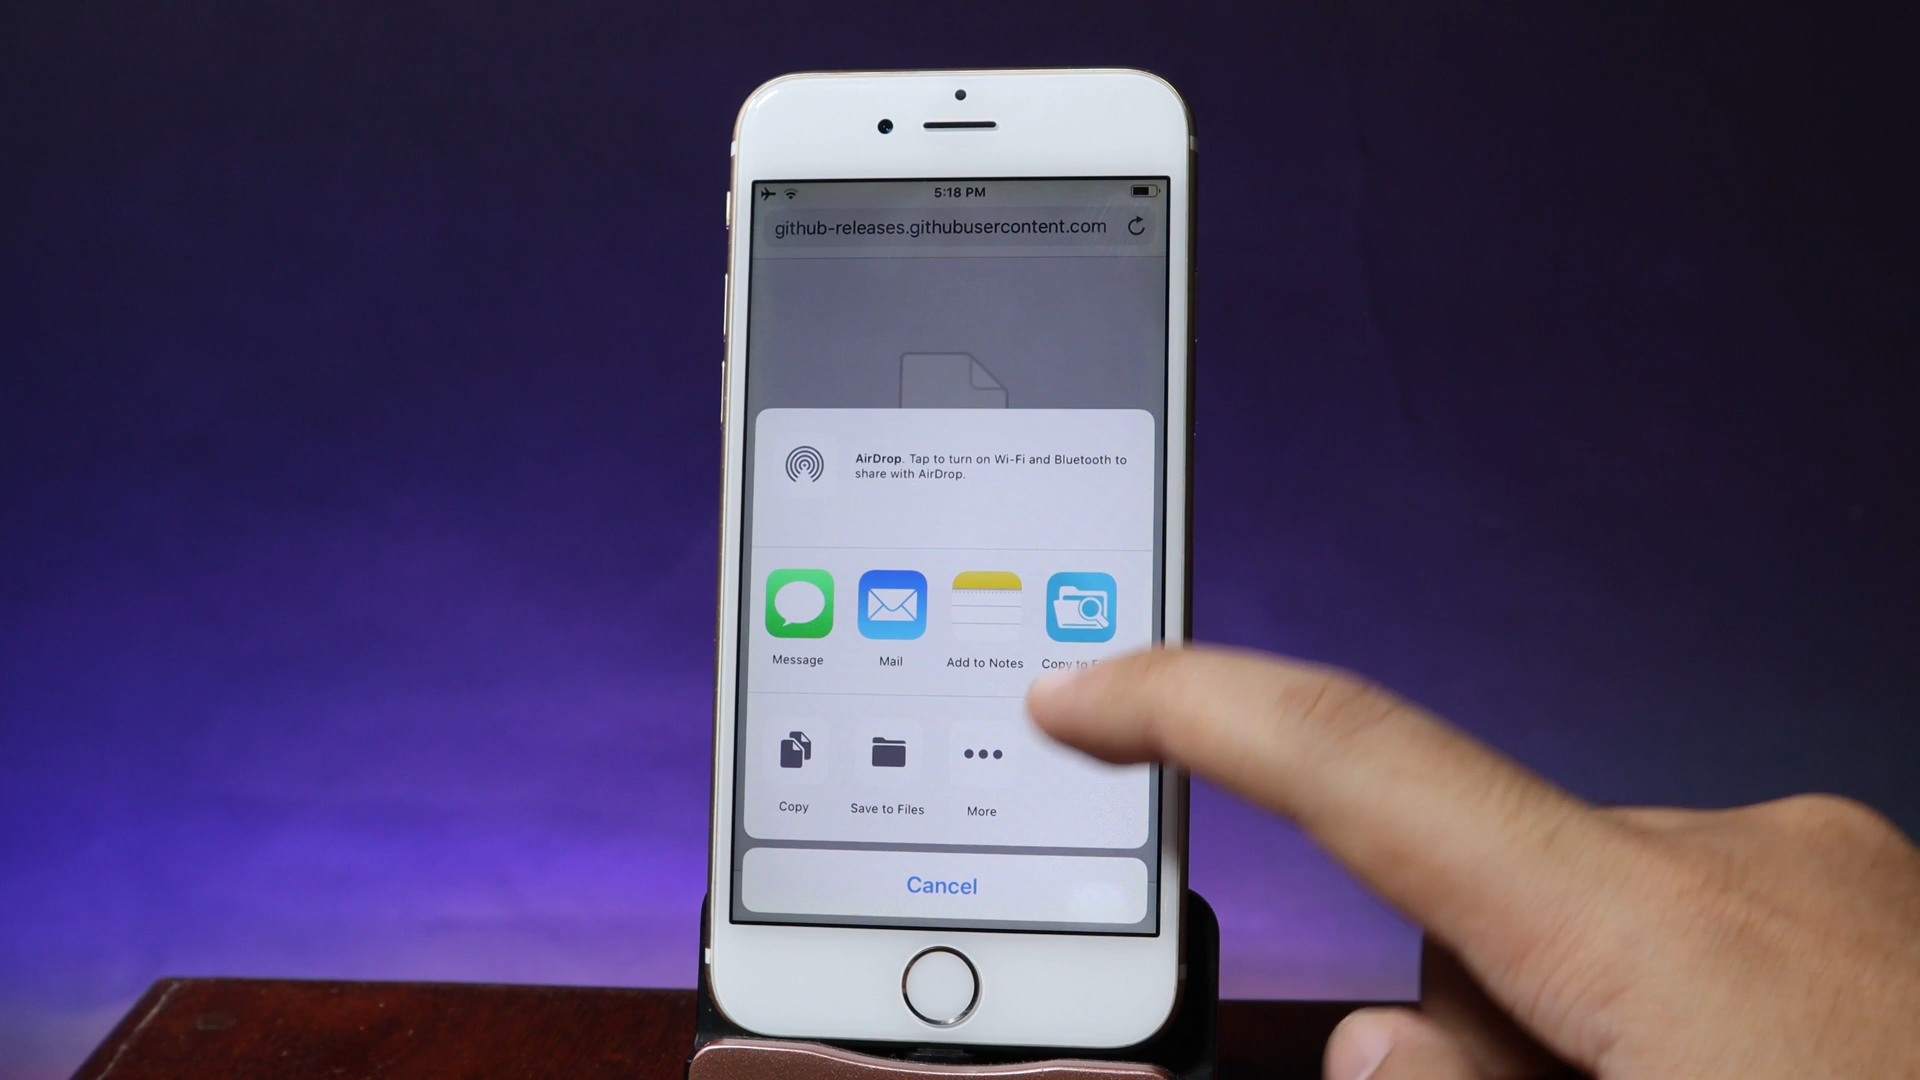 5:18 PM
github-releases.githubusercontent.com
AirDrop. Tap to turn on Wi-Fi and Bluetooth to
share with AirDrop.
Message
Mail
Add to Notes
Copy to
Copy
Save to Files
More
Cancel